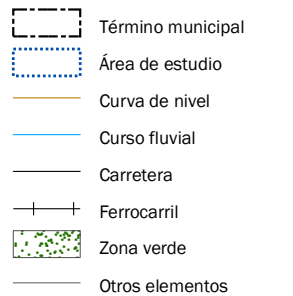 Término municipal
Área de estudio
Curva de nivel
Curso fluvial
Carretera
Ferrocarril
Zona verde
Otros elementos